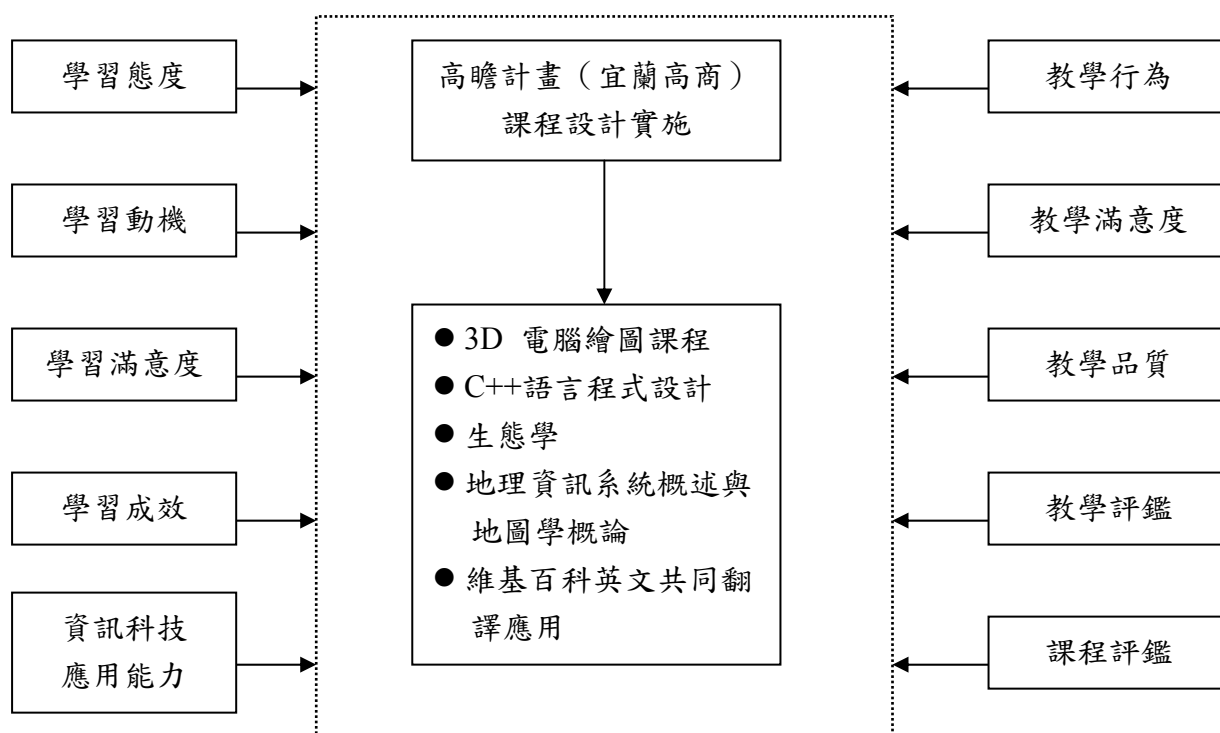 學習態度
學習動機
學習滿意度
學習成效
資訊科技
應用能力
高瞻計畫（宜蘭高商）
課程設計實施
● 3D 電腦繪圖課程
● C++語言程式設計
● 生態學
● 地理資訊系統概述與
地圖學概論
● 維基百科英文共同翻
譯應用
教學行為
教學滿意度
教學品質
教學評鑑
課程評鑑